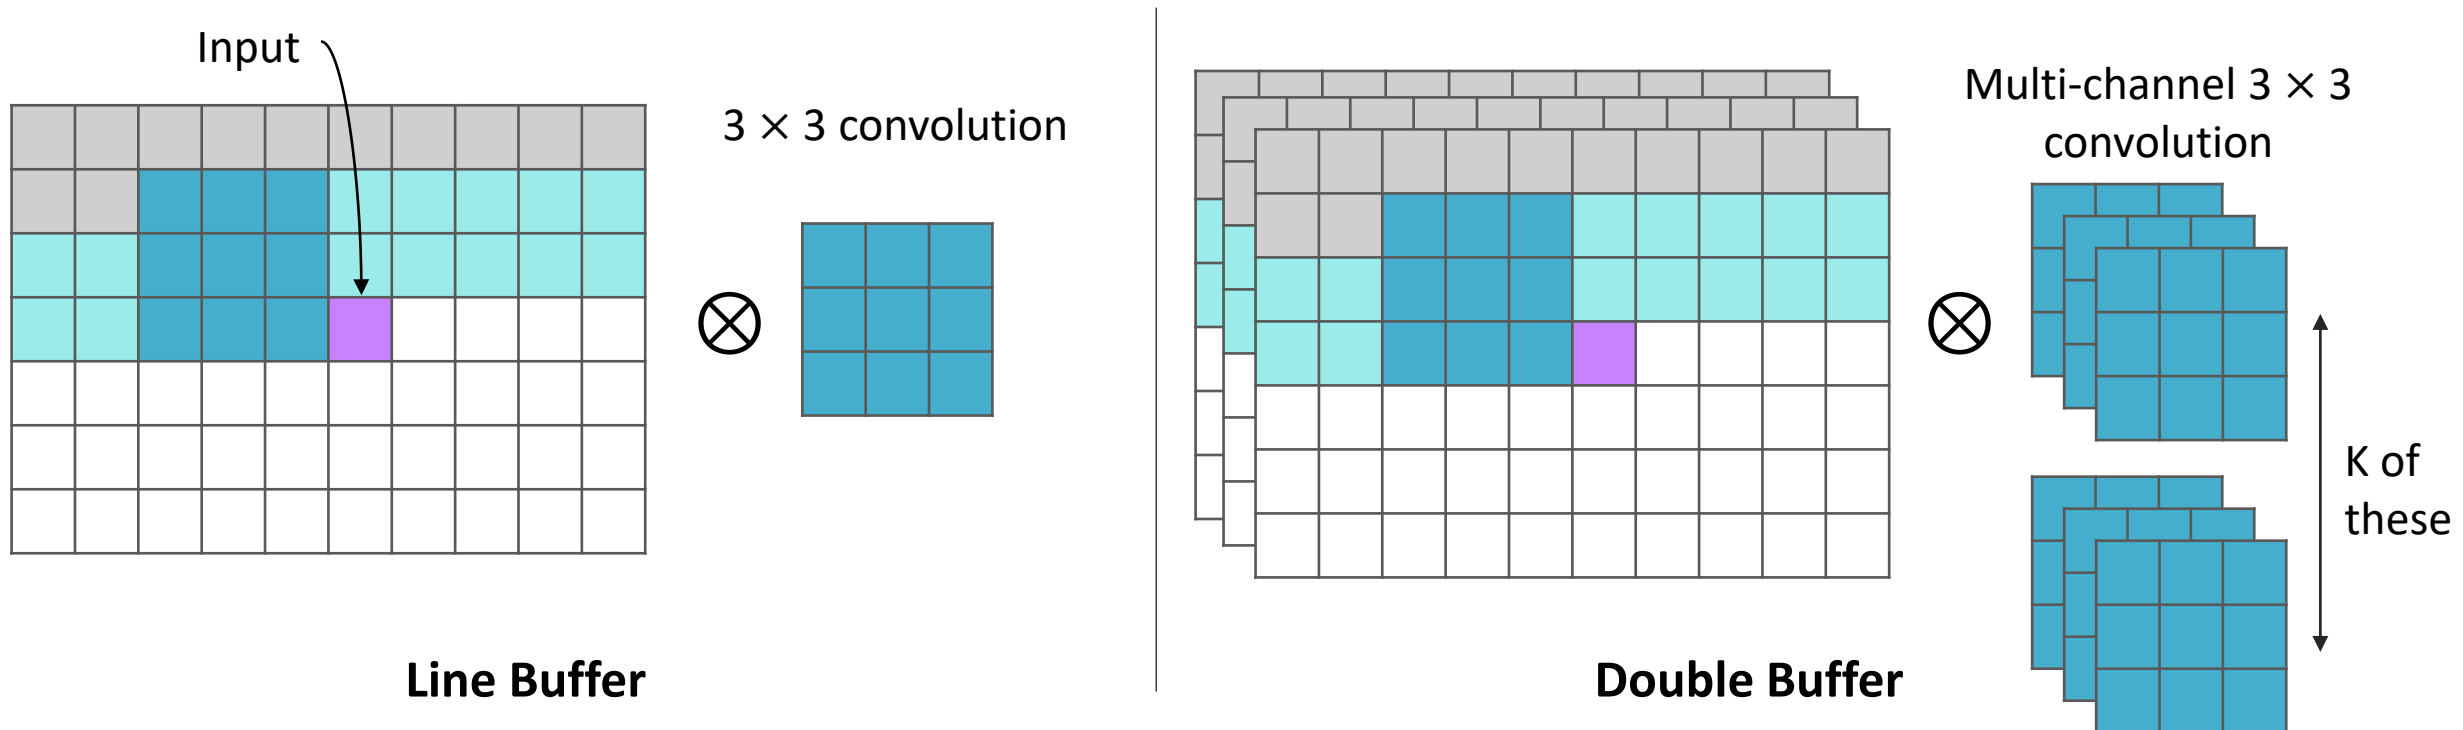 Input
3 × 3 convolution
Line Buffer
Multi-channel 3 × 3
convolution
K of
these
Double Buffer